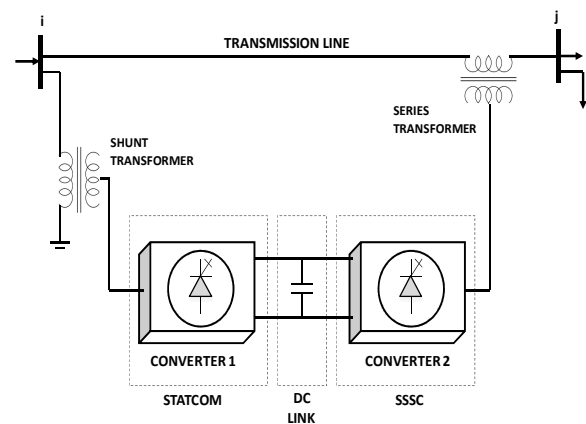 i
j
TRANSMISSION LINE
SERIES
TRANSFORMER
SHUNT
TRANSFORMER
CONVERTER 1
CONVERTER 2
STATCOM
DC
LINK
SSSC